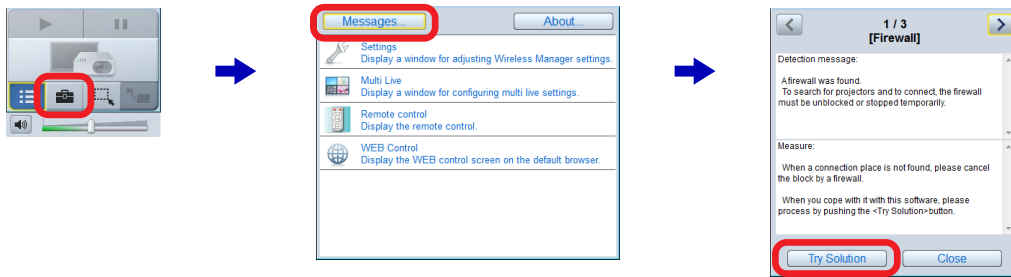 Messages...
About...
Settings
Display a window for adjusting Wireless Manager settings.
Multi Live
Display a window for configuring multi live settings.
Remote control
Display the remote control.
WEB Control
Display the WEB control screen on the default browser.
1 / 3
[Firewall]
Detection message:
Afirewall was found.
To search for projectors and to connect, the firewall
must be unblocked or stopped temporarily.
Measure:
When a connection place is not found, please cancel
the block by a firewall.
When you cope with it with this software, please
process by pushing the <Try Solution>button.
Try Solution
Close